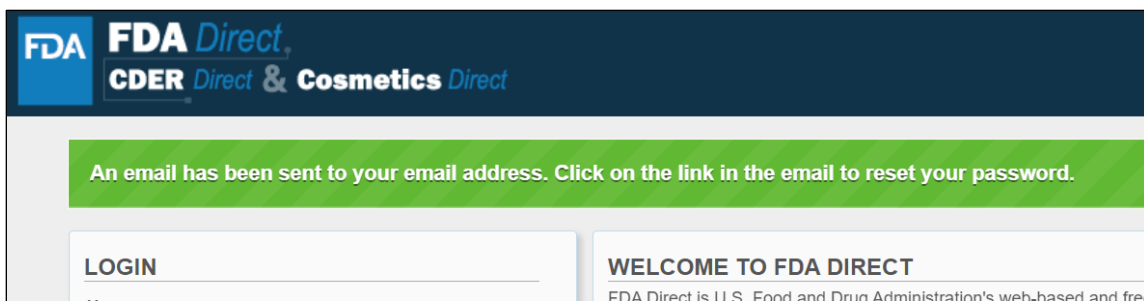 FDA
FDA Direct
CDER Direct & Cosmetics Direct
An email has been sent to your email address. Click on the link in the email to reset your password.
LOGIN
WELCOME TO FDA DIRECT
FDA Direct is U.S. Food and Drug Administration's web-based and fre